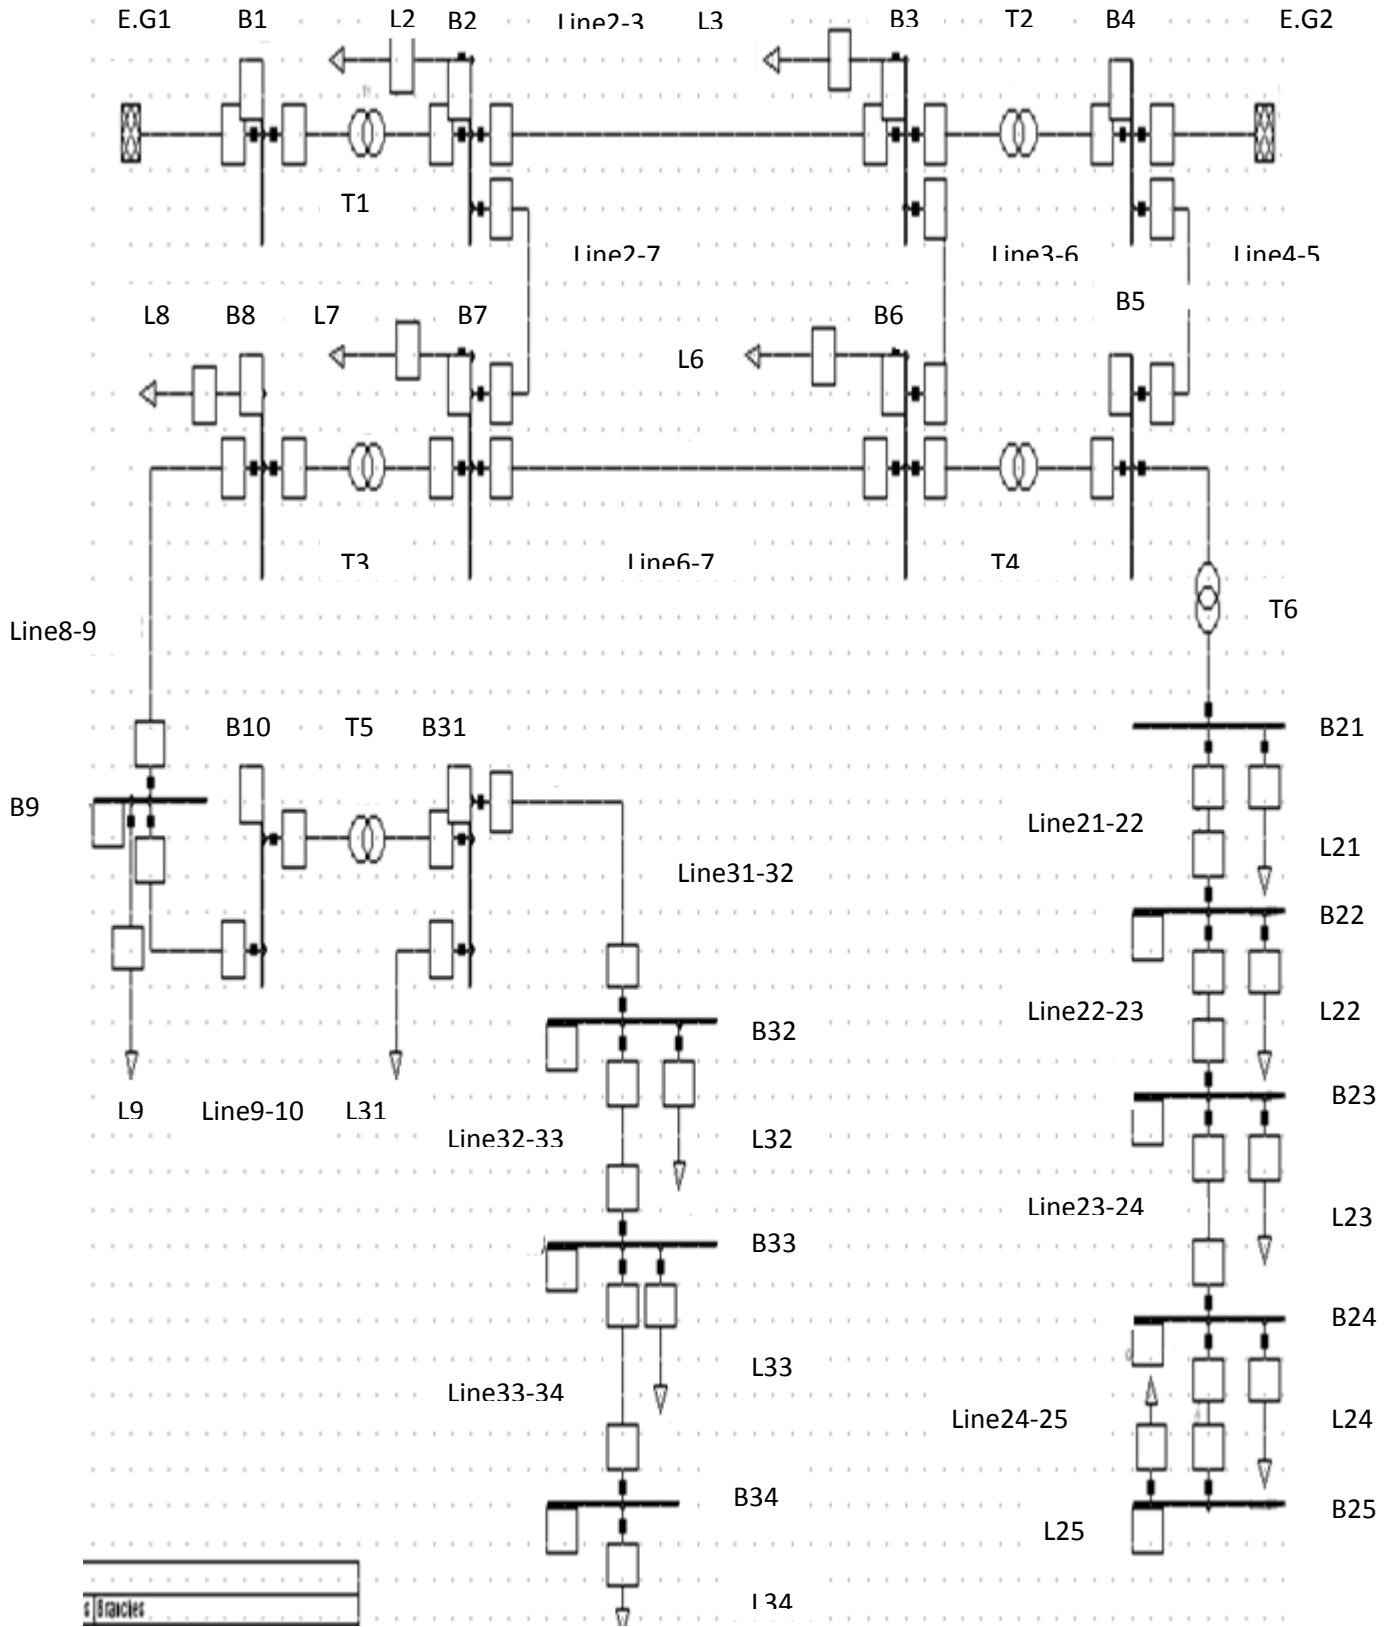 E.G1 B1 L2 B2 Line2-3 L3 B3 T2 B4 E.G2
T1
Line2-7 Line3-6 Line4-5
L8 B8 L7 B7 L6 B6 B5
T3 Line6-7 T4
T6
Line8-9
B10 T5 B31 B21
B9
Line21-22
L21
Line31-32
B22
Line22-23 L22
B32
L9 Line9-10 L31 B23
Line32-33 L32
Line23-24 L23
B33
B24
L33
Line33-34 Line24-25 L24
B34 B25
L25
L34
s Branches